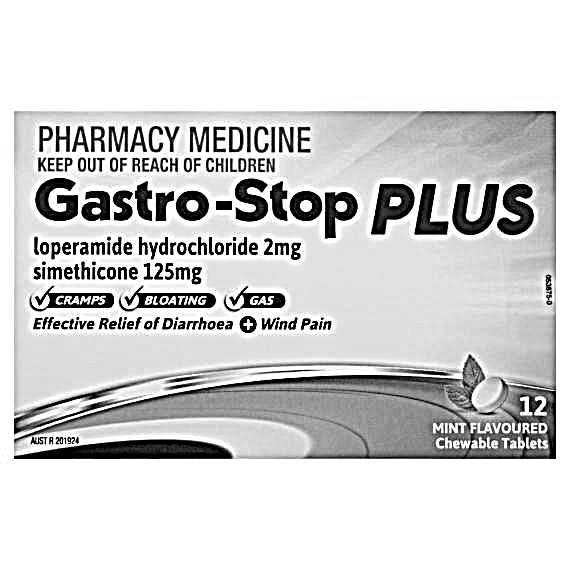 PHARMACY MEDICINE
KEEP OUT OF REACH OF CHILDREN
Gastro-Stop PLUS
loperamide hydrochloride 2mg
simethicone 125mg
CRAMPS BLOATING GAS
Effective Relief of Diarrhoea + Wind Pain
12
MINT FLAVOURED
Chewable Tablets
AUST R 201924